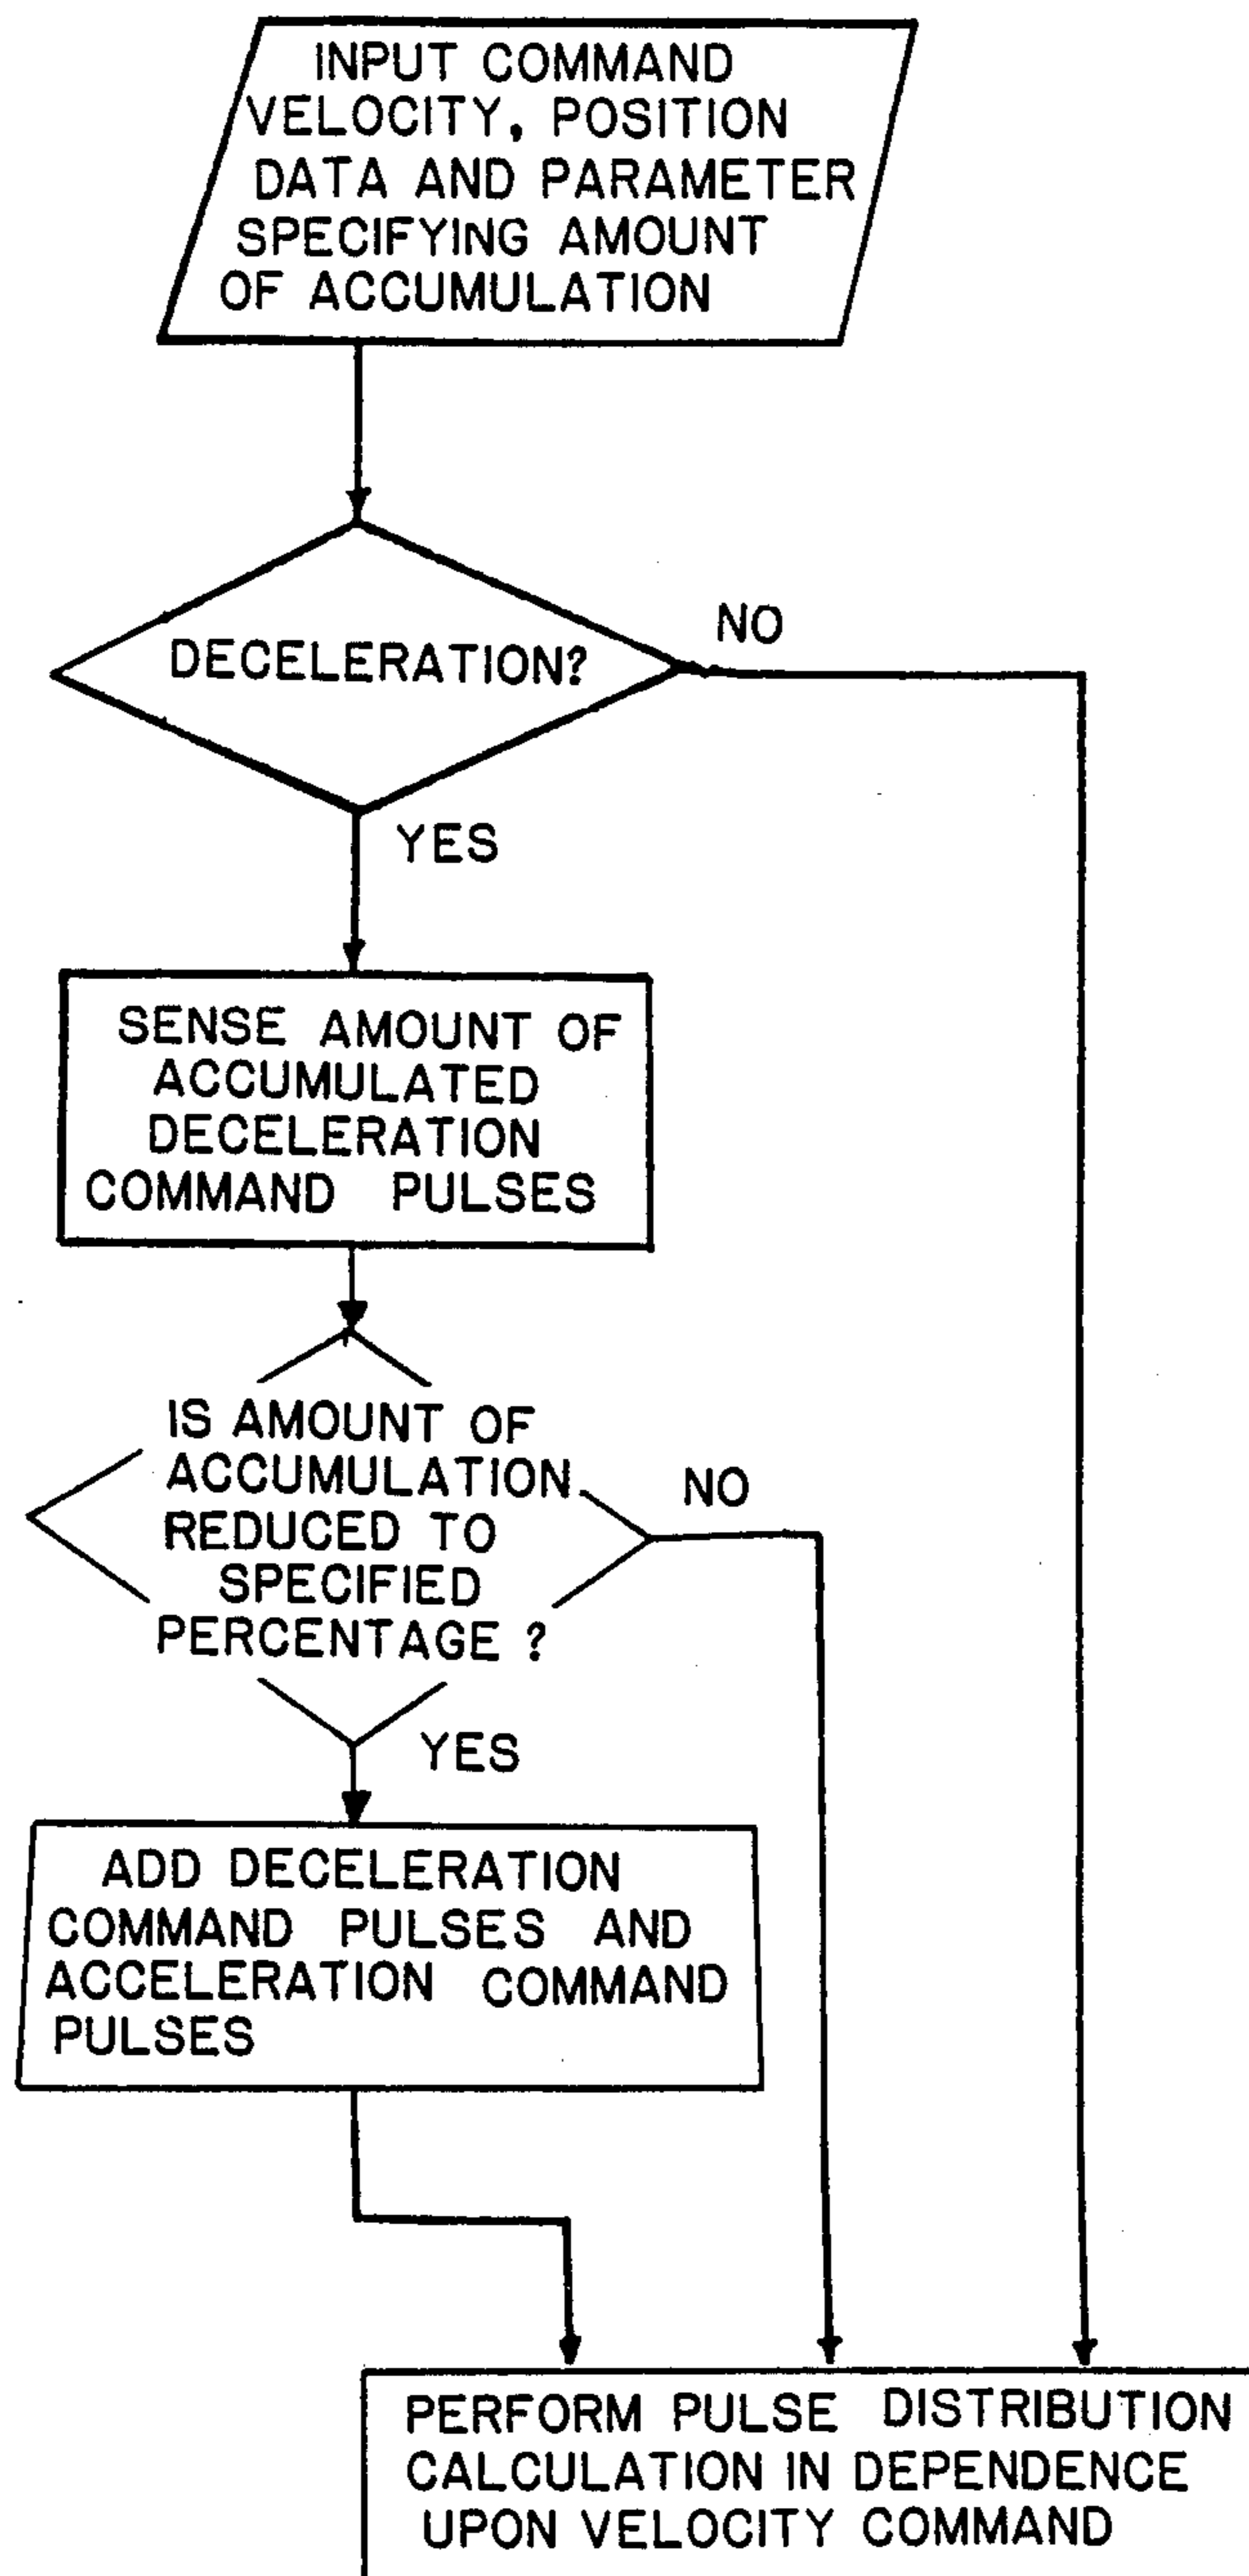 INPUT COMMAND
VELOCITY, POSITION
DATA AND PARAMETER
SPECIFYING AMOUNT
OF ACCUMULATION
DECELERATION?
NO
YES
SENSE AMOUNT OF
ACCUMULATED
DECELERATION
COMMAND PULSES
IS AMOUNT OF
ACCUMULATION
REDUCED TO
SPECIFIED
PERCENTAGE ?
NO
YES
ADD DECELERATION
COMMAND PULSES AND
ACCELERATION COMMAND
PULSES
PERFORM PULSE DISTRIBUTION
CALCULATION IN DEPENDENCE
UPON VELOCITY COMMAND